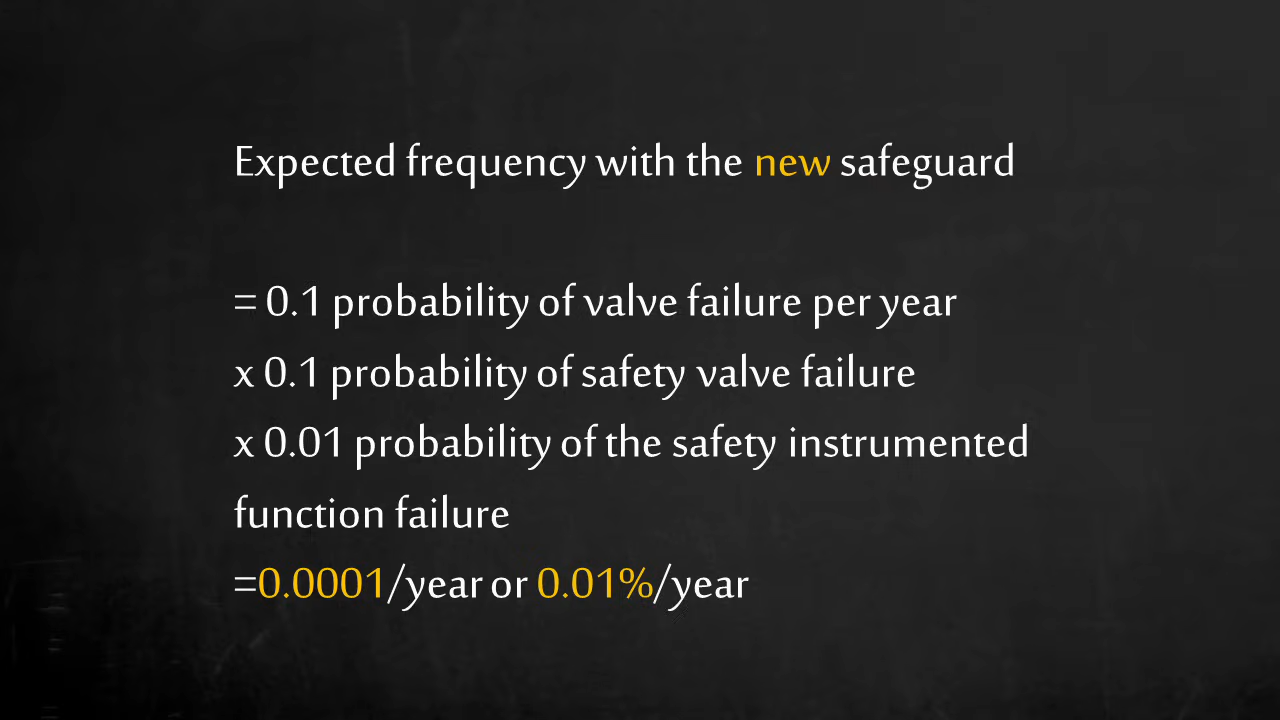 Expected frequency with the new safeguard
= 0.1 probability of valve failure per year
x 0.1 probability of safety valve failure
x 0.01 probability of the safety instrumented
function failure
=0.0001/year or 0.01%/year